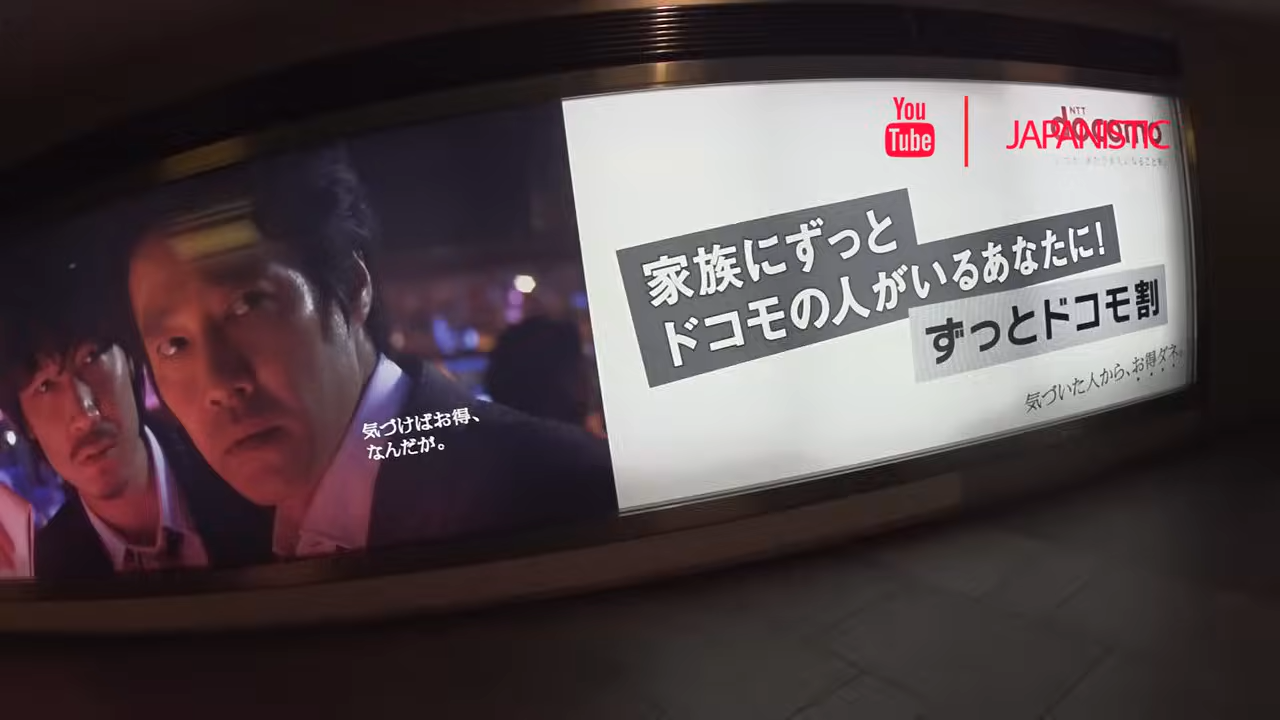 You
Tube
JAPANISTIC
NTT
docomo
家族にずっと
ドコモの人がいるあなたに!
ずっとドコモ割
気づいた人から、お得ダネ。
気づけばお得、
なんだが。